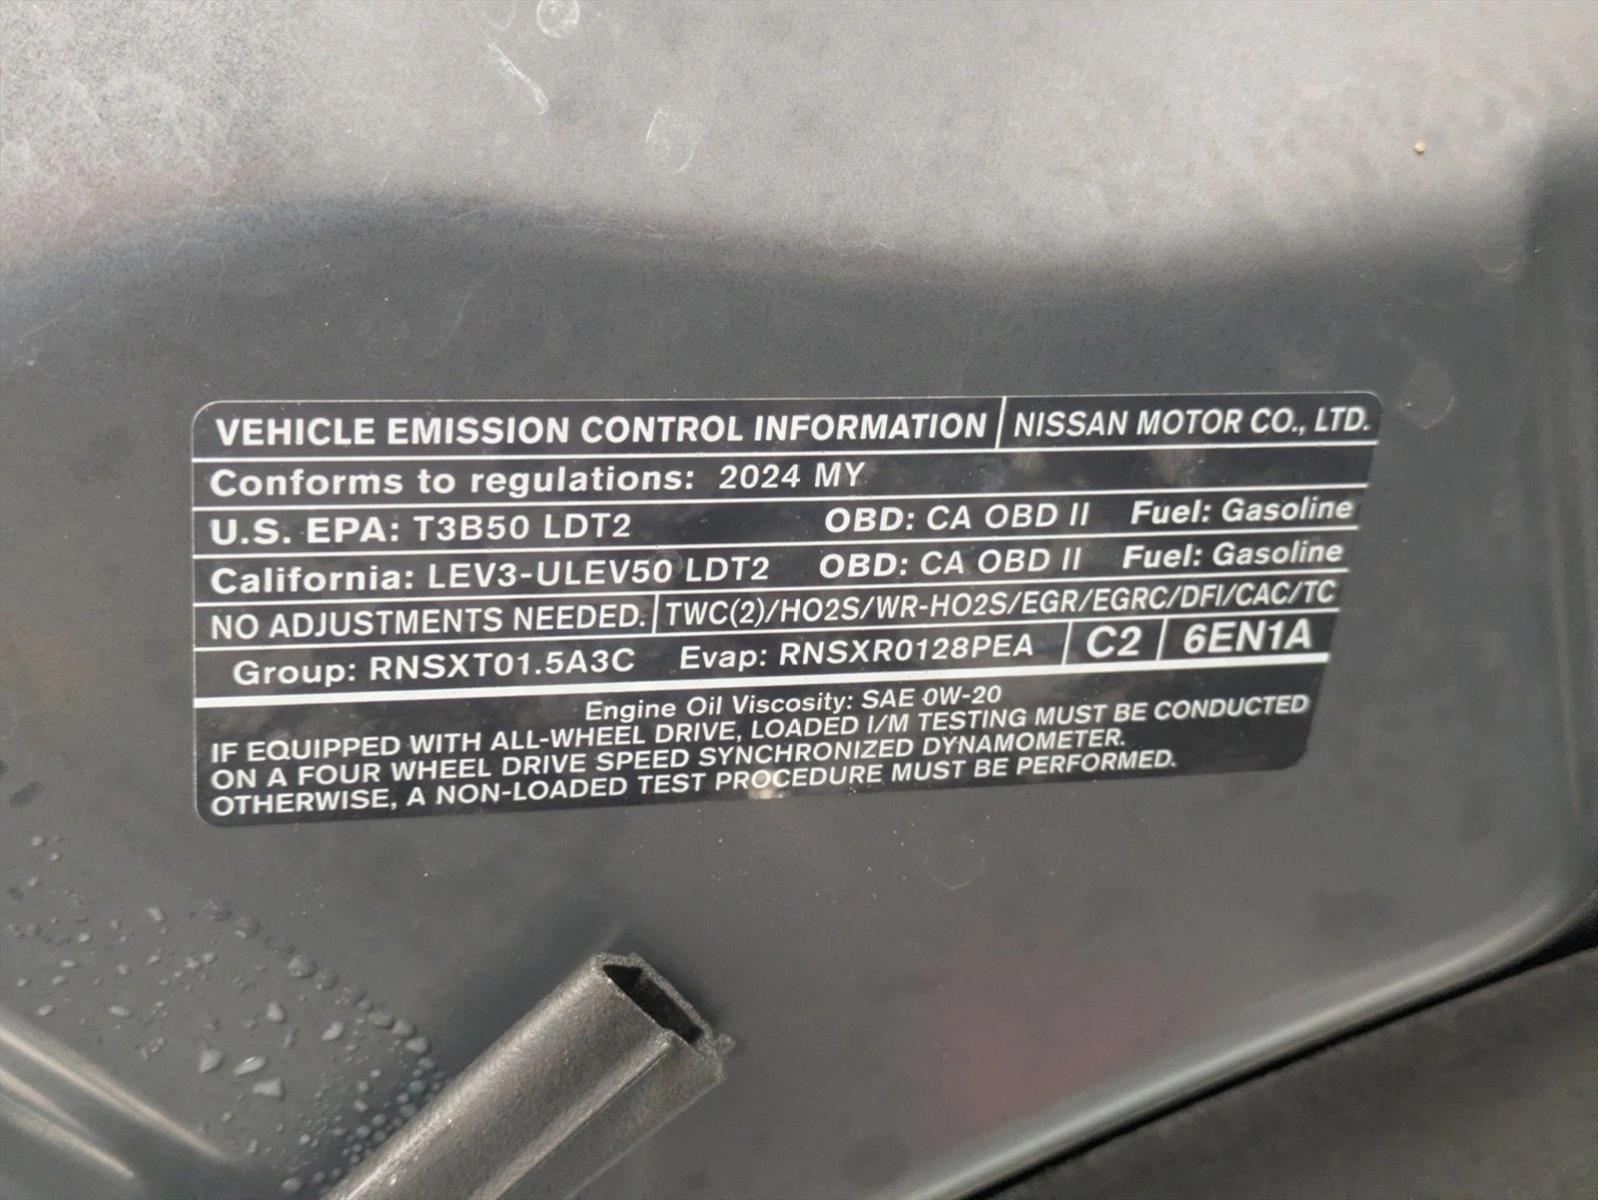 VEHICLE EMISSION CONTROL INFORMATION NISSAN MOTOR CO., LTD.
Conforms to regulations: 2024 MY
U.S. EPA: T3B50 LDT2 OBD: CA OBD II Fuel: Gasoline
California: LEV3-ULEV50 LDT2 OBD: CA OBD II Fuel: Gasoline
NO ADJUSTMENTS NEEDED. TWC(2)/HO2S/WR-HO2S/EGR/EGRC/DFI/CAC/TC
Group: RNSXT01.5A3C Evap: RNSXR0128PEA C2 6EN1A
Engine Oil Viscosity: SAE 0W-20
IF EQUIPPED WITH ALL-WHEEL DRIVE, LOADED I/M TESTING MUST BE CONDUCTED
ON A FOUR WHEEL DRIVE SPEED SYNCHRONIZED DYNAMOMETER.
OTHERWISE, A NON-LOADED TEST PROCEDURE MUST BE PERFORMED.